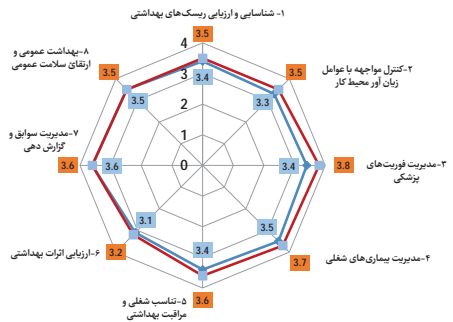 ۱- شناسایی و ارزیابی ریسک‌های بهداشتی
3.5
4
3
2
1
0
3.4
۲-کنترل مواجهه با عوامل
زیان آور محیط کار
3.5
3.3
۳-مدیریت فوریت‌های
پزشکی
3.8
3.4
۴-مدیریت بیماری‌های شغلی
3.7
3.5
۵-تناسب شغلی و
مراقبت بهداشتی
3.6
3.4
۶-ارزیابی اثرات بهداشتی
3.2
3.1
۷-مدیریت سوابق و
گزارش دهی
3.6
3.6
۸-بهداشت عمومی و
ارتقائ سلامت عمومی
3.5
3.5